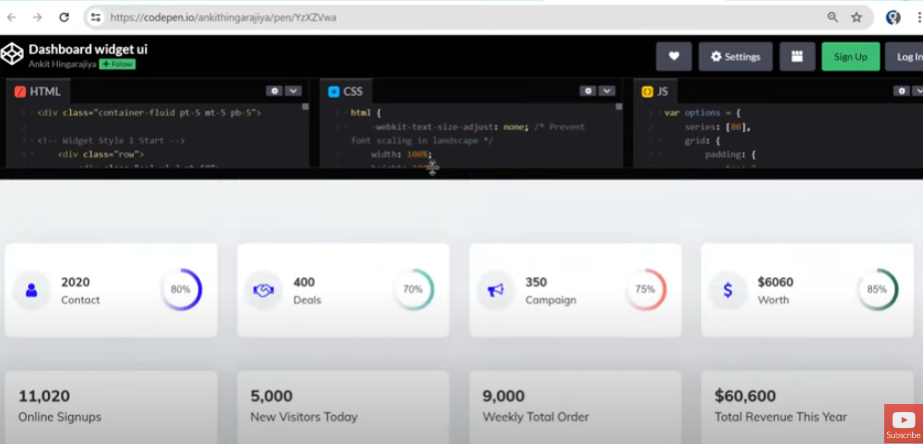 https://codepen.io/ankithingarajiya/pen/YzXZVwa
Dashboard widget ui
Ankit Hingarajiya + Follow
Settings
Sign Up
Log In
HTML
<div class="container-fluid pt-5 mt-5 pb-5">
<!-- Widget Style 1 Start -->
<div class="row">
CSS
html {
-webkit-text-size-adjust: none; /* Prevent
font scaling in landscape */
width: 100%;
JS
var options = {
series: [80],
grid: {
padding: {
2020
Contact
80%
400
Deals
70%
350
Campaign
75%
$6060
Worth
85%
11,020
Online Signups
5,000
New Visitors Today
9,000
Weekly Total Order
$60,600
Total Revenue This Year
Subscribe